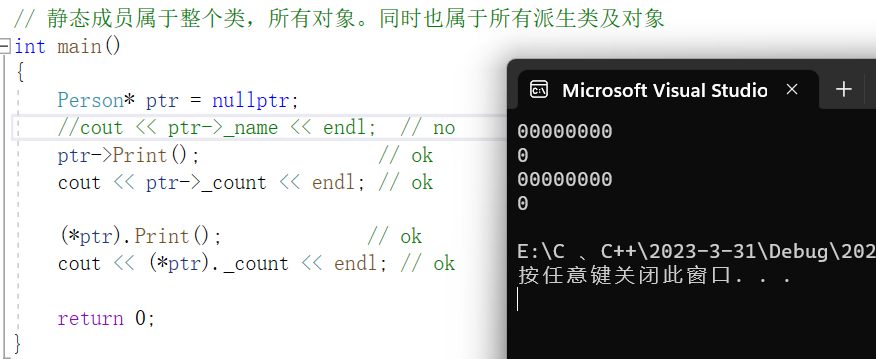 // 静态成员属于整个类，所有对象。同时也属于所有派生类及对象
int main()
{
Person* ptr = nullptr;
//cout << ptr->_name << endl;  // no
ptr->Print();                // ok
cout << ptr->_count << endl; // ok
(*ptr).Print();             // ok
cout << (*ptr)._count << endl; // ok
return 0;
}
Microsoft Visual Studio
00000000
0
00000000
0
E:\C 、C++\2023-3-31\Debug\202
按任意键关闭此窗口. . .